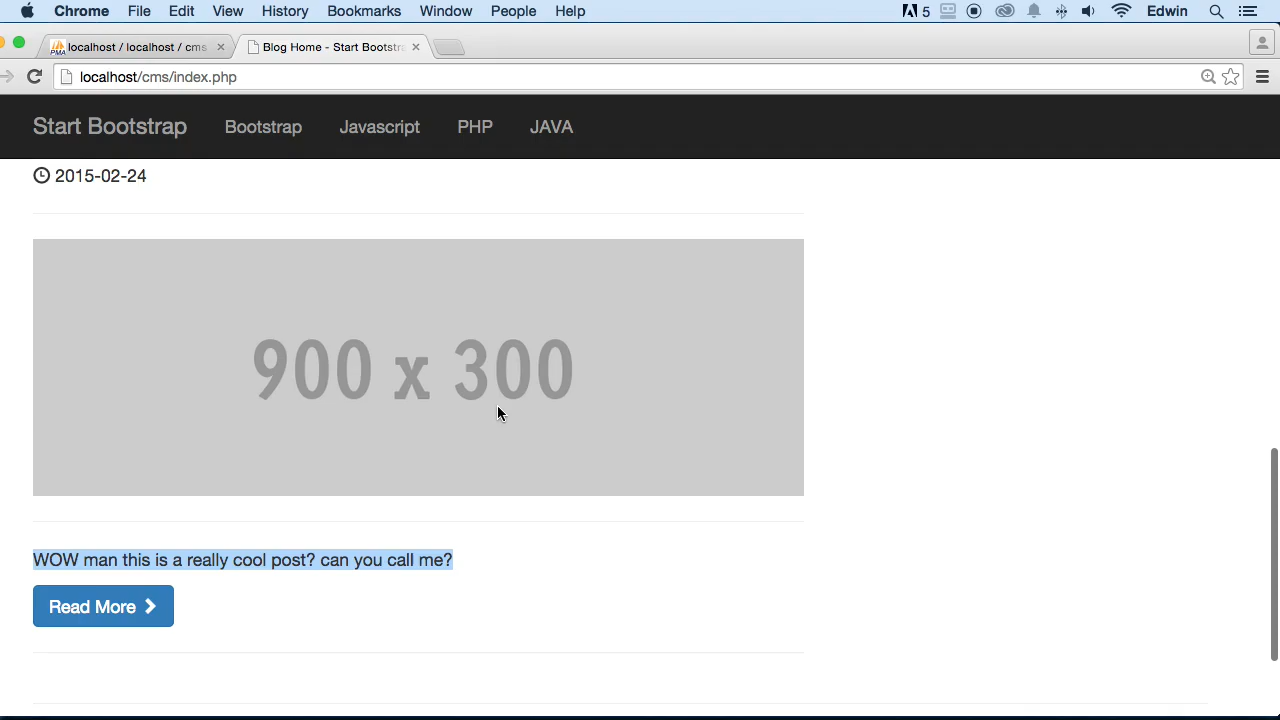 Chrome File Edit View History Bookmarks Window People Help 5 Edwin
PMA localhost / localhost / cms Blog Home - Start Bootstr
localhost/cms/index.php
Start Bootstrap Bootstrap Javascript PHP JAVA
2015-02-24
900 x 300
WOW man this is a really cool post? can you call me?
Read More